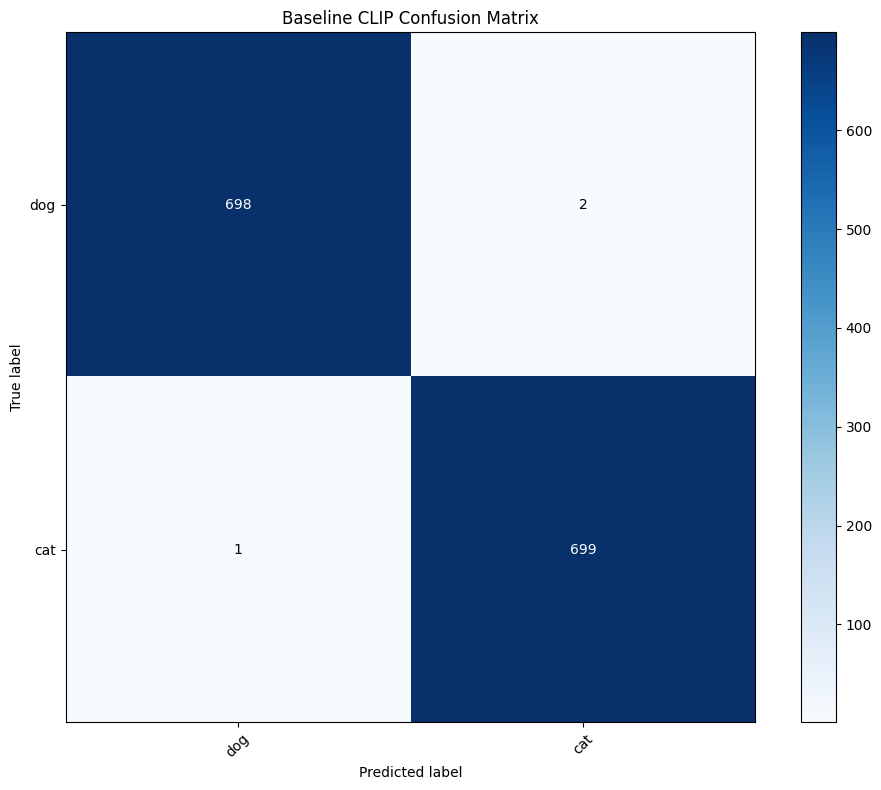 Baseline CLIP Confusion Matrix
dog
698
2
cat
1
699
dog
cat
Predicted label
True label
600
500
400
300
200
100